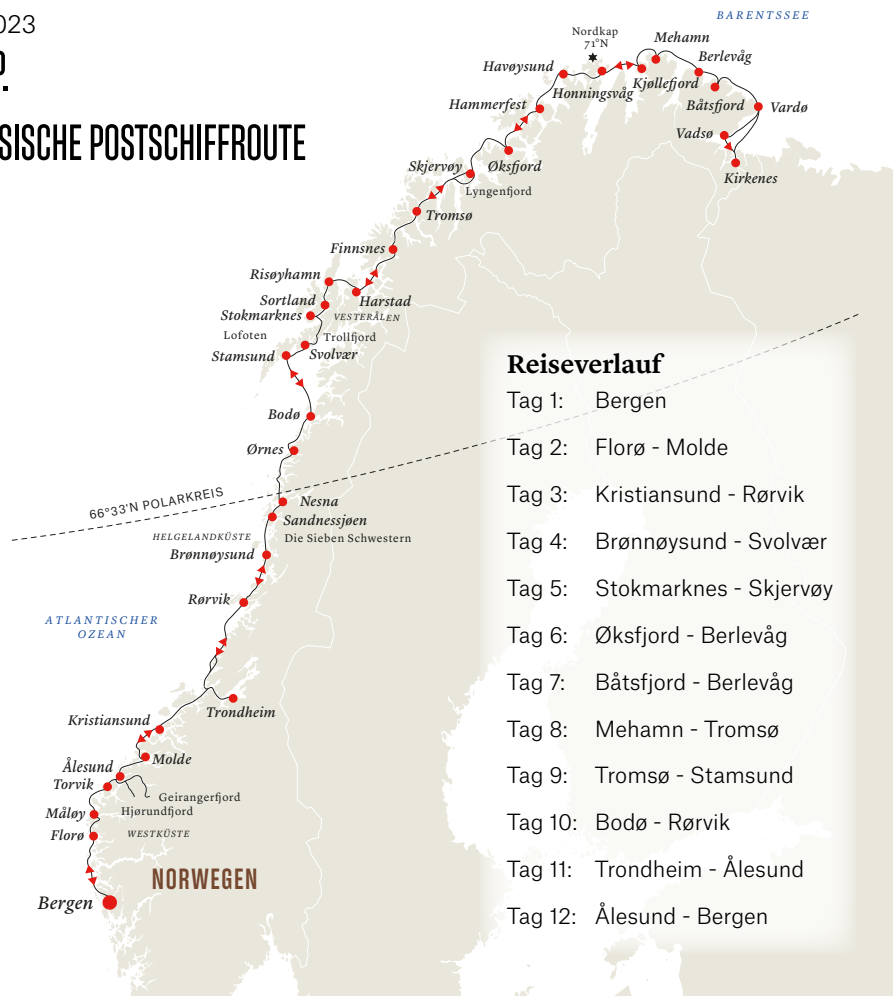 023
SISCHE POSTSCHIFFROUTE
BARENTSSEE
Nordkap
71°N
Mehamn
Berlevåg
Havøysund
Honningsvåg
Kjøllefjord
Båtsfjord
Vardø
Hammerfest
Vadsø
Kirkenes
Skjervøy
Øksfjord
Lyngenfjord
Tromsø
Finnsnes
Risøyhamn
Harstad
Sortland
Stokmarknes
VESTERÅLEN
Lofoten
Trollfjord
Stamsund
Svolvær
Bodø
Ørnes
66°33'N POLARKREIS
Nesna
Sandnessjøen
HELGELANDKÜSTE
Die Sieben Schwestern
Brønnøysund
Rørvik
ATLANTISCHER
OZEAN
Trondheim
Kristiansund
Molde
Ålesund
Torvik
Geirangerfjord
Hjørundfjord
Måløy
Florø
WESTKÜSTE
NORWEGEN
Bergen
Reiseverlauf
Tag 1: Bergen
Tag 2: Florø - Molde
Tag 3: Kristiansund - Rørvik
Tag 4: Brønnøysund - Svolvær
Tag 5: Stokmarknes - Skjervøy
Tag 6: Øksfjord - Berlevåg
Tag 7: Båtsfjord - Berlevåg
Tag 8: Mehamn - Tromsø
Tag 9: Tromsø - Stamsund
Tag 10: Bodø - Rørvik
Tag 11: Trondheim - Ålesund
Tag 12: Ålesund - Bergen